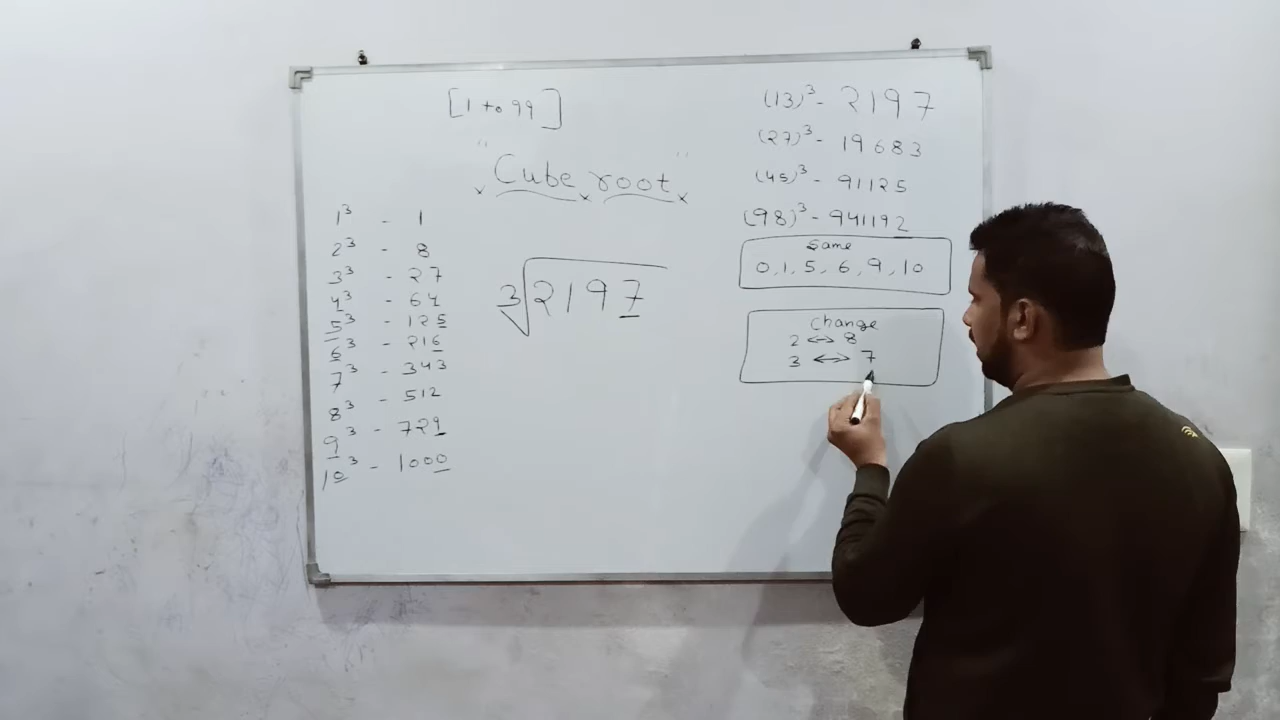 [1 to 99]
"Cube root"
1³ - 1
2³ - 8
3³ - 27
4³ - 64
5³ - 125
6³ - 216
7³ - 343
8³ - 512
9³ - 729
10³ - 1000
∛2197
(13)³ - 2197
(27)³ - 19683
(45)³ - 91125
(98)³ - 941192
Same
0, 1, 5, 6, 9, 10
Change
2 ↔ 8
3 ↔ 7